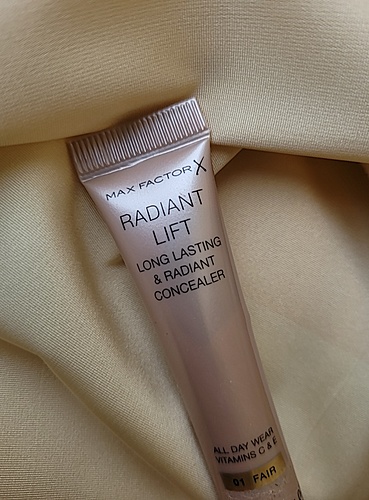 MAX FACTOR X
RADIANT
LIFT
LONG LASTING
& RADIANT
CONCEALER
ALL DAY WEAR
VITAMINS C & E
01 FAIR